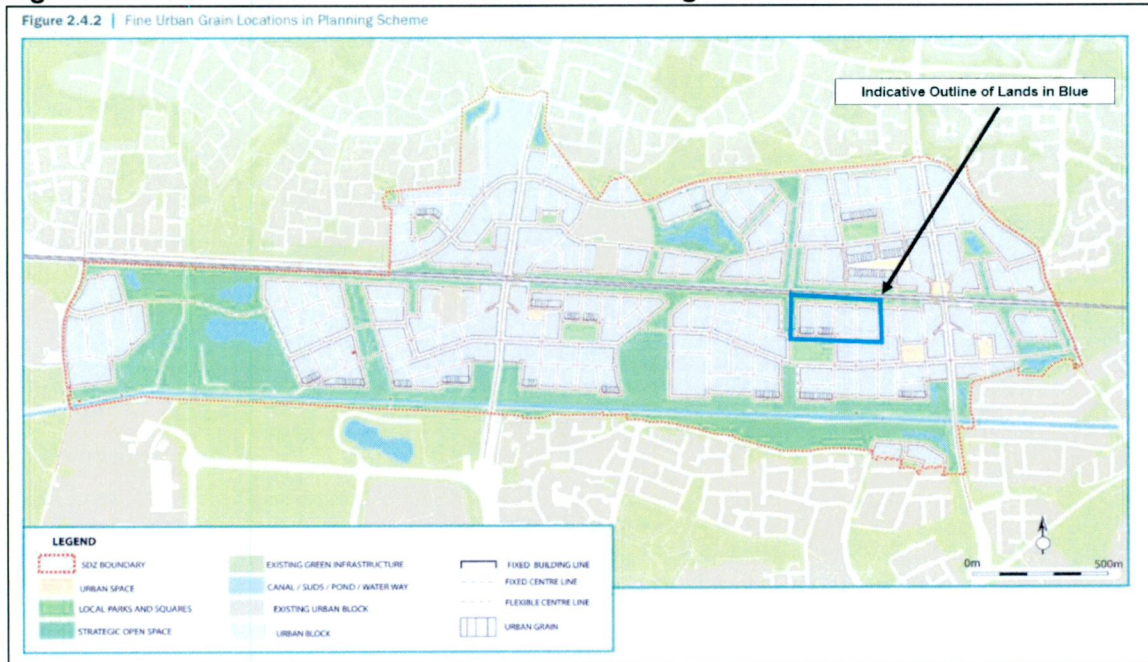 Figure 2.4.2 | Fine Urban Grain Locations in Planning Scheme
Indicative Outline of Lands in Blue
LEGEND
SDZ BOUNDARY
URBAN SPACE
LOCAL PARKS AND SQUARES
STRATEGIC OPEN SPACE
EXISTING GREEN INFRASTRUCTURE
CANAL / SUDS / POND / WATER WAY
EXISTING URBAN BLOCK
URBAN BLOCK
FIXED BUILDING LINE
FIXED CENTRE LINE
FLEXIBLE CENTRE LINE
URBAN GRAIN
0m 500m